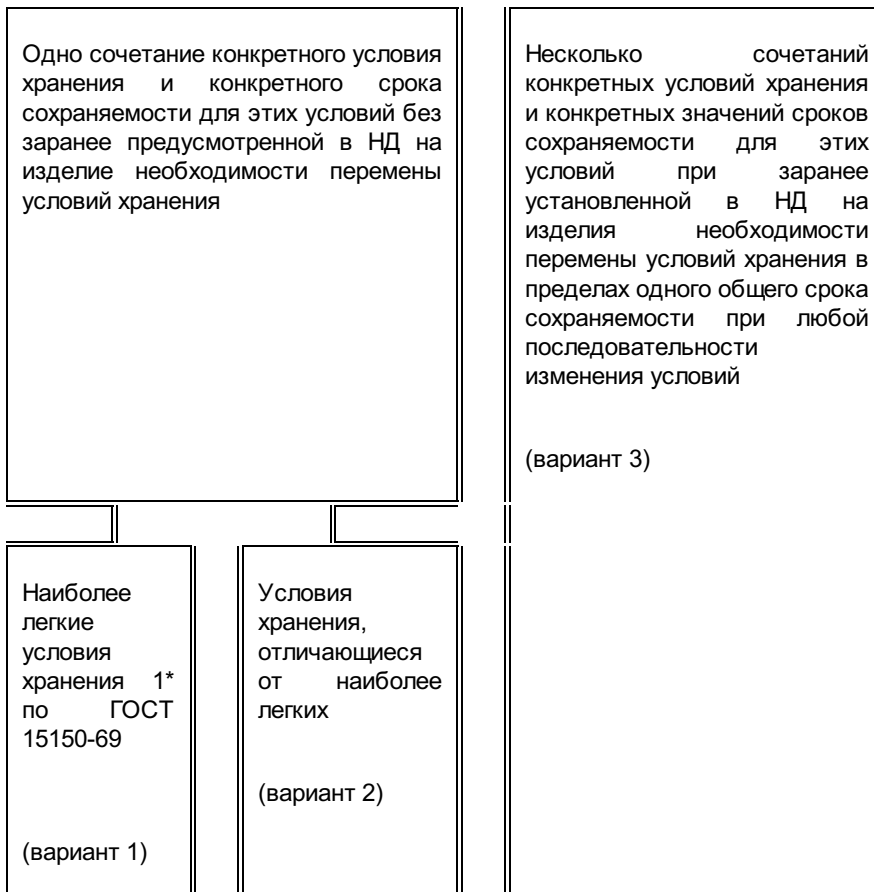 Одно сочетание конкретного условия
хранения и конкретного срока
сохраняемости для этих условий без
заранее предусмотренной в НД на
изделие необходимости перемены
условий хранения
Несколько сочетаний
конкретных условий хранения
и конкретных значений сроков
сохраняемости для этих
условий при заранее
установленной в НД на
изделия необходимости
перемены условий хранения в
пределах одного общего срока
сохраняемости при любой
последовательности
изменения условий
(вариант 3)
Наиболее
легкие
условия
хранения 1*
по ГОСТ
15150-69
(вариант 1)
Условия
хранения,
отличающиеся
от наиболее
легких
(вариант 2)